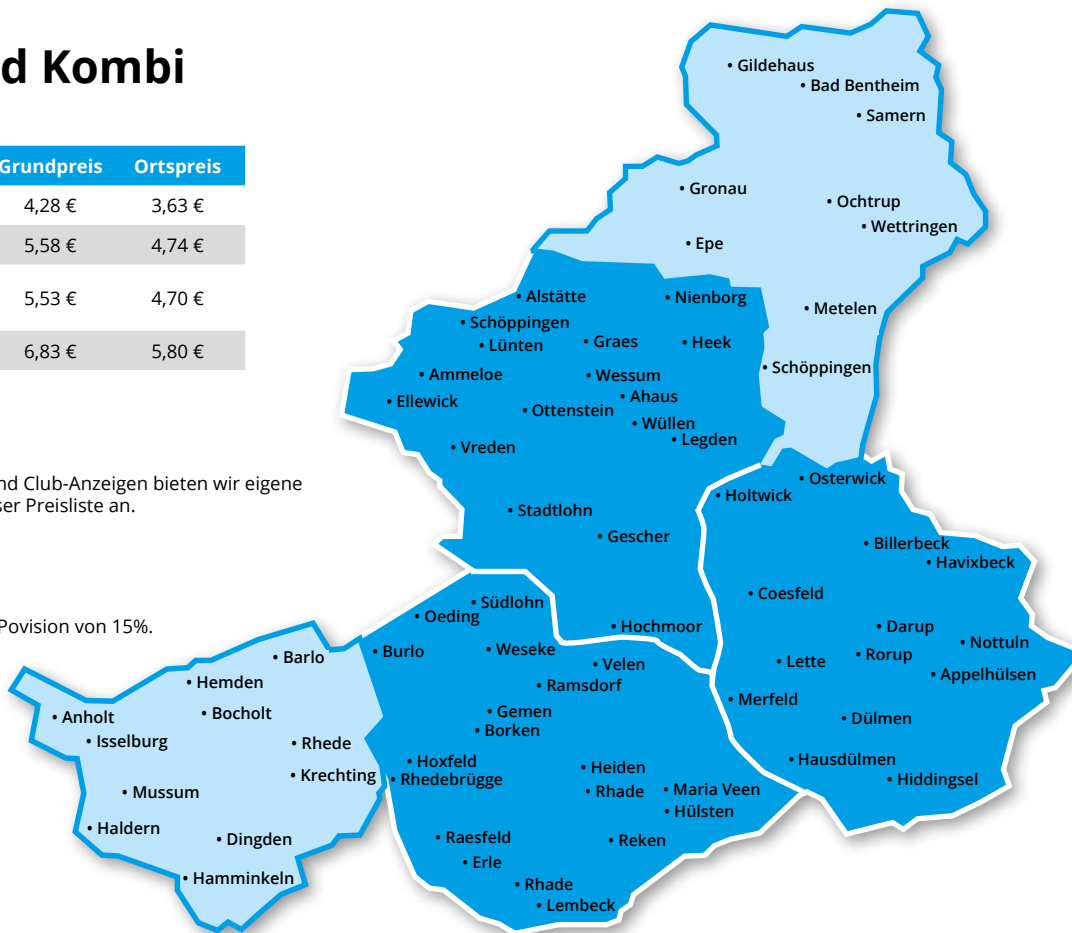 d Kombi
Grundpreis Ortspreis
4,28 € 3,63 €
5,58 € 4,74 €
5,53 € 4,70 €
6,83 € 5,80 €
nd Club-Anzeigen bieten wir eigene
ser Preisliste an.
Povision von 15%.
• Gildehaus
• Bad Bentheim
• Samern
• Gronau
• Ochtrup
• Wettringen
• Epe
• Metelen
• Schöppingen
• Alstätte
• Nienborg
• Schöppingen
• Lünten
• Graes
• Heek
• Ammeloe
• Wessum
• Ellewick
• Ahaus
• Ottenstein
• Wüllen
• Legden
• Vreden
• Stadtlohn
• Gescher
• Hochmoor
• Osterwick
• Holtwick
• Billerbeck
• Havixbeck
• Coesfeld
• Darup
• Nottuln
• Rorup
• Lette
• Appelhülsen
• Merfeld
• Dülmen
• Hausdülmen
• Hiddingsel
• Südlohn
• Oeding
• Burlo
• Weseke
• Velen
• Ramsdorf
• Gemen
• Borken
• Hoxfeld
• Rhedebrügge
• Heiden
• Rhade
• Maria Veen
• Hülsten
• Raesfeld
• Reken
• Erle
• Rhade
• Lembeck
• Barlo
• Hemden
• Anholt
• Bocholt
• Isselburg
• Rhede
• Krechting
• Mussum
• Haldern
• Dingden
• Hamminkeln